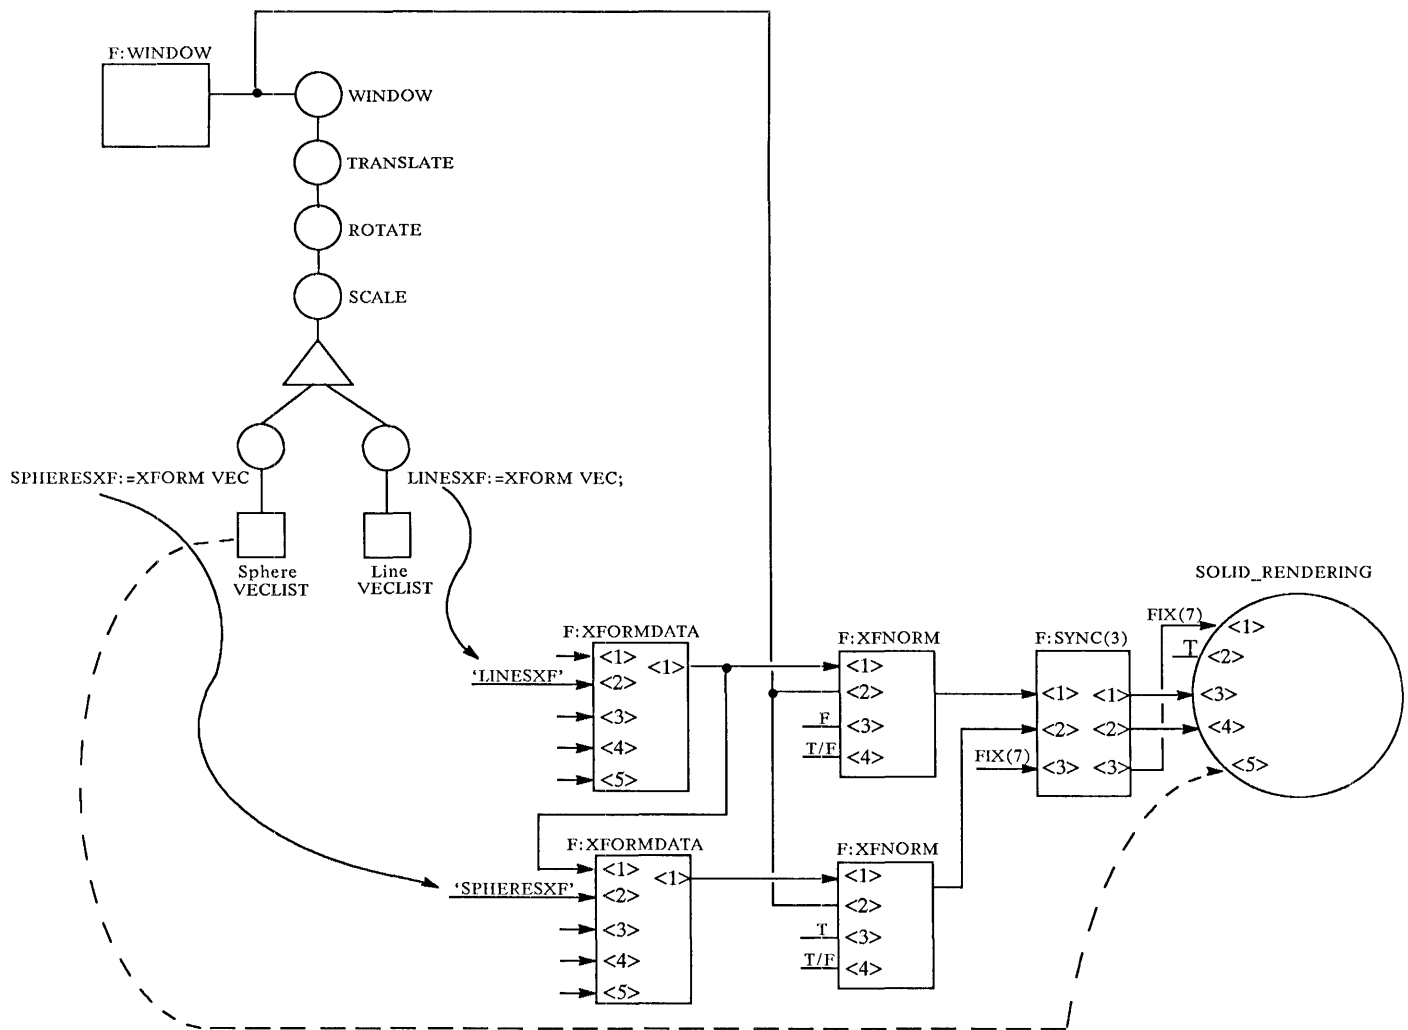 F:WINDOW
WINDOW
TRANSLATE
ROTATE
SCALE
SPHERESXF:=XFORM VEC
LINESXF:=XFORM VEC;
Sphere
VECLIST
Line
VECLIST
F:XFORMDATA
<1>
<2>
<3>
<4>
<5>
<1>
'LINESXF'
F:XFNORM
<1>
<2>
<3>
<4>
F
T/F
F:SYNC(3)
<1>
<2>
<3>
<1>
<2>
<3>
FIX(7)
SOLID_RENDERING
FIX(7)
T
<1>
<2>
<3>
<4>
<5>
F:XFORMDATA
<1>
<2>
<3>
<4>
<5>
<1>
'SPHERESXF'
F:XFNORM
<1>
<2>
<3>
<4>
T
T/F